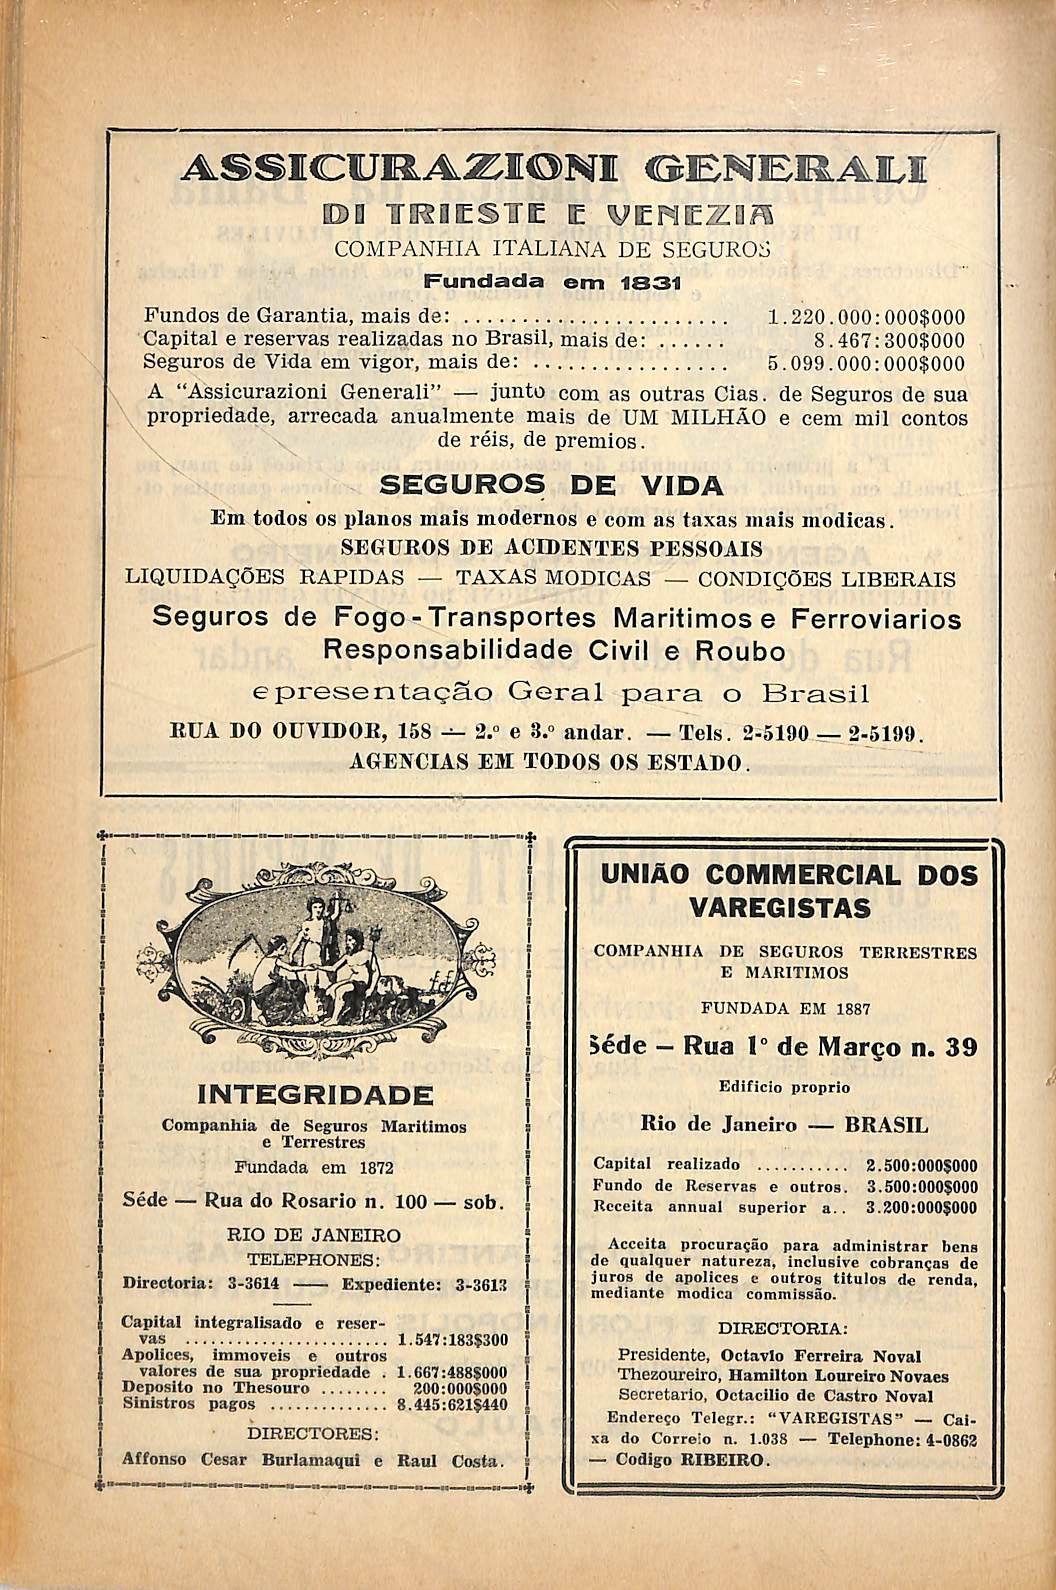 ASSICURAZIONI GENERALI
DI TRIESTE E VENEZIA
COMPANHIA ITALIANA DE SEGUROS
Fundada em 1831
Fundos de Garantia, mais de: ........................ 1.220.000:000$000
Capital e reservas realizadas no Brasil, mais de: ...... 8.467:300$000
Seguros de Vida em vigor, mais de: .................. 5.099.000:000$000
A "Assicurazioni Generali" — junto com as outras Cias. de Seguros de sua
propriedade, arrecada anualmente mais de UM MILHÃO e cem mil contos
de réis, de premios.
SEGUROS DE VIDA
Em todos os planos mais modernos e com as taxas mais modicas.
SEGUROS DE ACIDENTES PESSOAIS
LIQUIDAÇÕES RAPIDAS — TAXAS MODICAS — CONDIÇÕES LIBERAIS
Seguros de Fogo-Transportes Maritimos e Ferroviarios
Responsabilidade Civil e Roubo
epresentação Geral para o Brasil
RUA DO OUVIDOR, 158 — 2.º e 3.º andar. — Tels. 2-5190 — 2-5199.
AGENCIAS EM TODOS OS ESTADO.
fdf
INTEGRIDADE
Companhia de Seguros Maritimos
e Terrestres
Fundada em 1872
Séde — Rua do Rosario n. 100 — sob.
RIO DE JANEIRO
TELEPHONES:
Directoria: 3-3614 — Expediente: 3-3613
Capital integralisado e reser-
vas ........................ 1.547:183$300
Apolices, immoveis e outros
valores de sua propriedade . 1.667:488$000
Deposito no Thesouro ........ 200:000$000
Sinistros pagos .............. 8.445:621$440
DIRECTORES:
Affonso Cesar Burlamaqui e Raul Costa.
UNIÃO COMMERCIAL DOS
VAREGISTAS
COMPANHIA DE SEGUROS TERRESTRES
E MARITIMOS
FUNDADA EM 1887
Séde — Rua 1º de Março n. 39
Edificio proprio
Rio de Janeiro — BRASIL
Capital realizado ........... 2.500:000$000
Fundo de Reservas e outros. 3.500:000$000
Receita annual superior a.. 3.200:000$000
Acceita procuração para administrar bens
de qualquer natureza, inclusive cobranças de
juros de apolices e outros titulos de renda,
mediante modica commissão.
DIRECTORIA:
Presidente, Octavio Ferreira Noval
Thezoureiro, Hamilton Loureiro Novaes
Secretario, Octacilio de Castro Noval
Endereço Telegr.: "VAREGISTAS" — Cai-
xa do Correio n. 1.038 — Telephone: 4-0862
— Codigo RIBEIRO.